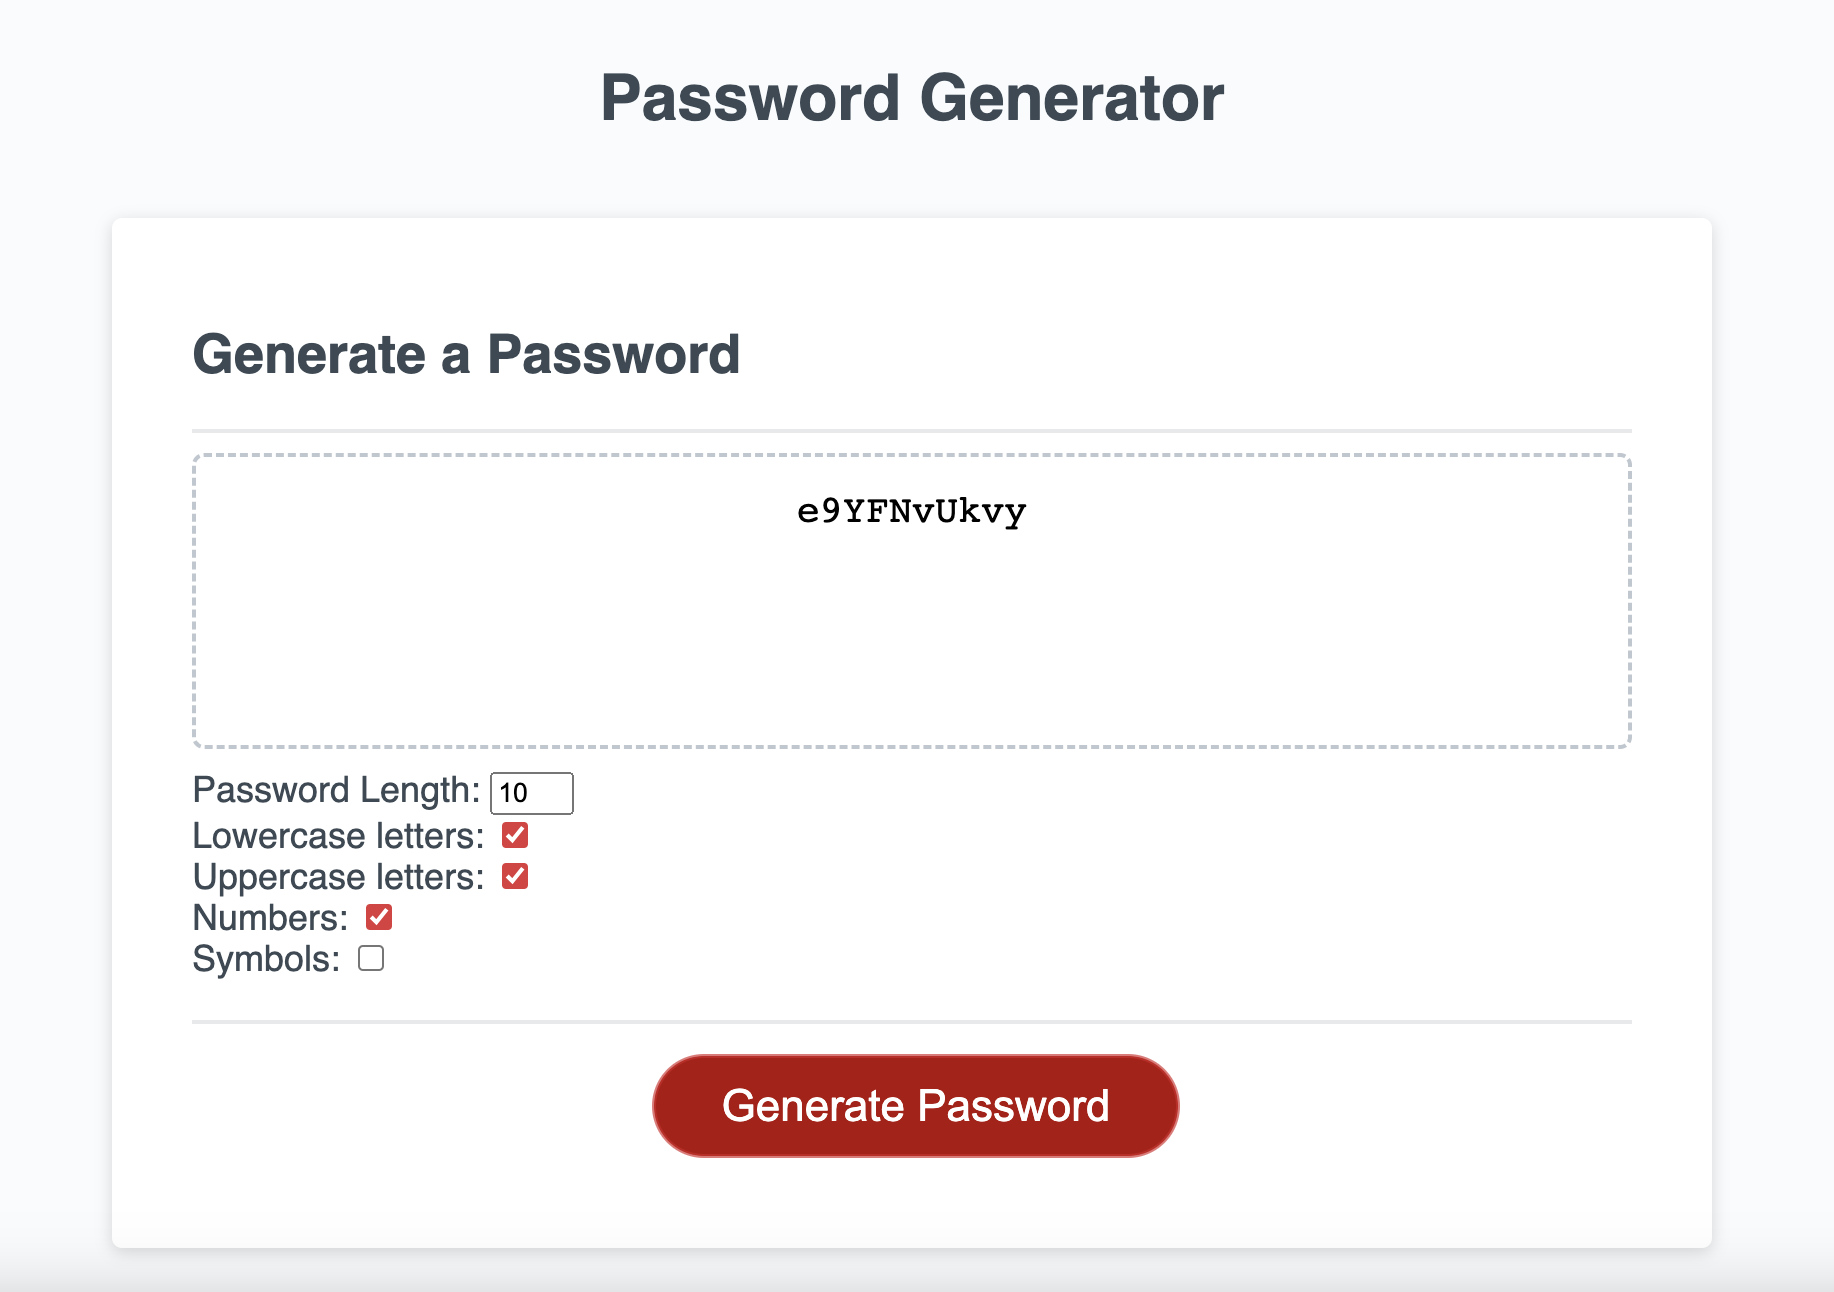 Password Generator
Generate a Password
e9YFNvUkvy
Password Length: 10
Lowercase letters:
Uppercase letters:
Numbers:
Symbols:
Generate Password